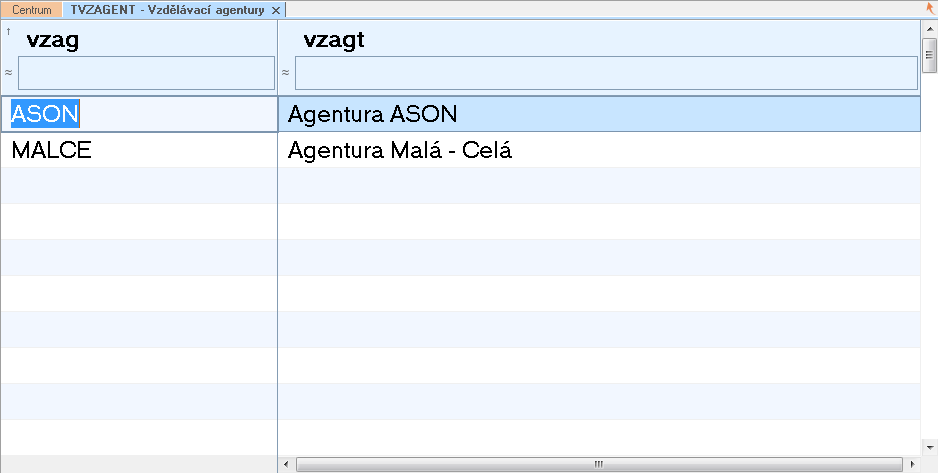 Centrum TVZAGENT - Vzdělávací agentury
vzag vzagt
ASON Agentura ASON
MALCE Agentura Malá - Celá